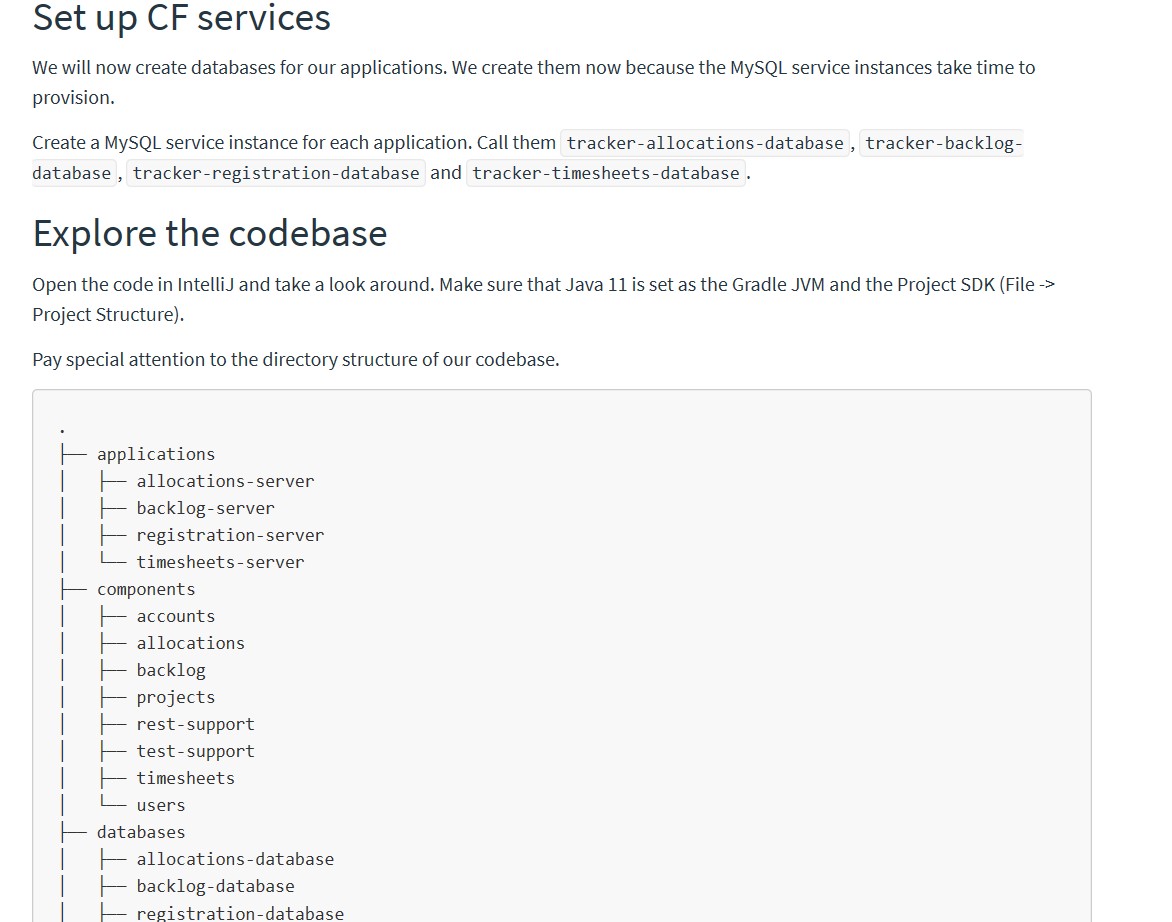 Set up CF services
We will now create databases for our applications. We create them now because the MySQL service instances take time to
provision.
Create a MySQL service instance for each application. Call them tracker-allocations-database, tracker-backlog-
database, tracker-registration-database and tracker-timesheets-database.
Explore the codebase
Open the code in IntelliJ and take a look around. Make sure that Java 11 is set as the Gradle JVM and the Project SDK (File ->
Project Structure).
Pay special attention to the directory structure of our codebase.
.
├── applications
│   ├── allocations-server
│   ├── backlog-server
│   ├── registration-server
│   └── timesheets-server
├── components
│   ├── accounts
│   ├── allocations
│   ├── backlog
│   ├── projects
│   ├── rest-support
│   ├── test-support
│   ├── timesheets
│   └── users
├── databases
│   ├── allocations-database
│   ├── backlog-database
│   ├── registration-database